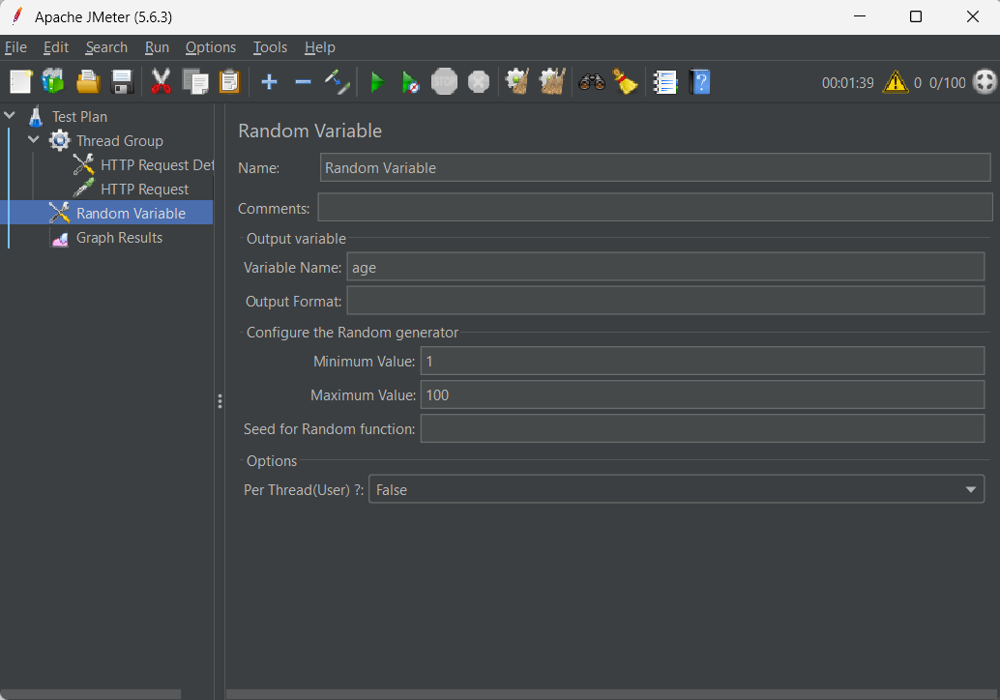 Apache JMeter (5.6.3)
File Edit Search Run Options Tools Help
STOP
00:01:39 0 0/100
Test Plan
Thread Group
HTTP Request Def
HTTP Request
Random Variable
Graph Results
Random Variable
Name: Random Variable
Comments:
Output variable
Variable Name: age
Output Format:
Configure the Random generator
Minimum Value: 1
Maximum Value: 100
Seed for Random function:
Options
Per Thread(User) ?: False